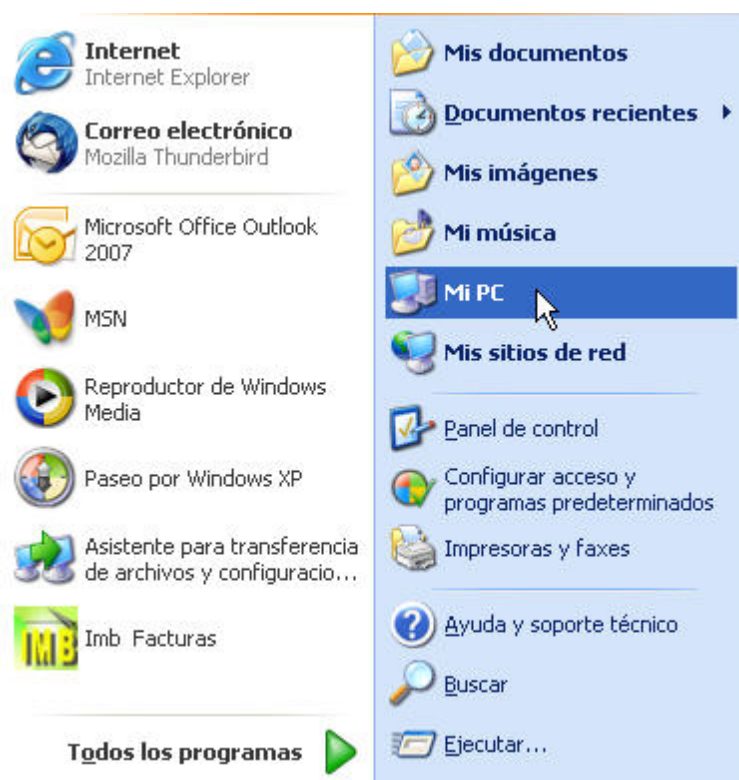 Internet
Internet Explorer
Correo electrónico
Mozilla Thunderbird
Microsoft Office Outlook
2007
MSN
Reproductor de Windows
Media
Paseo por Windows XP
Asistente para transferencia
de archivos y configuracio...
IMB
Imb Facturas
Todos los programas
Mis documentos
Documentos recientes
Mis imágenes
Mi música
Mi PC
Mis sitios de red
Panel de control
Configurar acceso y
programas predeterminados
Impresoras y faxes
Ayuda y soporte técnico
Buscar
Ejecutar...